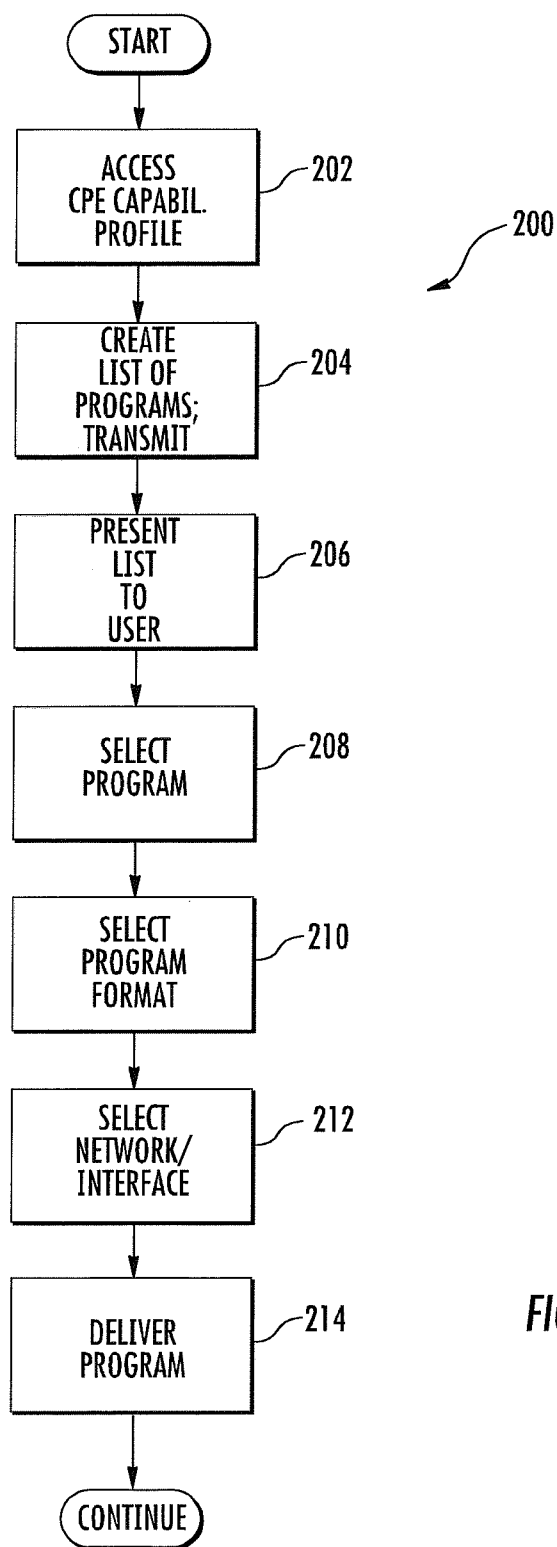 START
ACCESS
CPE CAPABIL.
PROFILE
202
200
CREATE
LIST OF
PROGRAMS;
TRANSMIT
204
PRESENT
LIST
TO
USER
206
SELECT
PROGRAM
208
SELECT
PROGRAM
FORMAT
210
SELECT
NETWORK/
INTERFACE
212
DELIVER
PROGRAM
214
CONTINUE